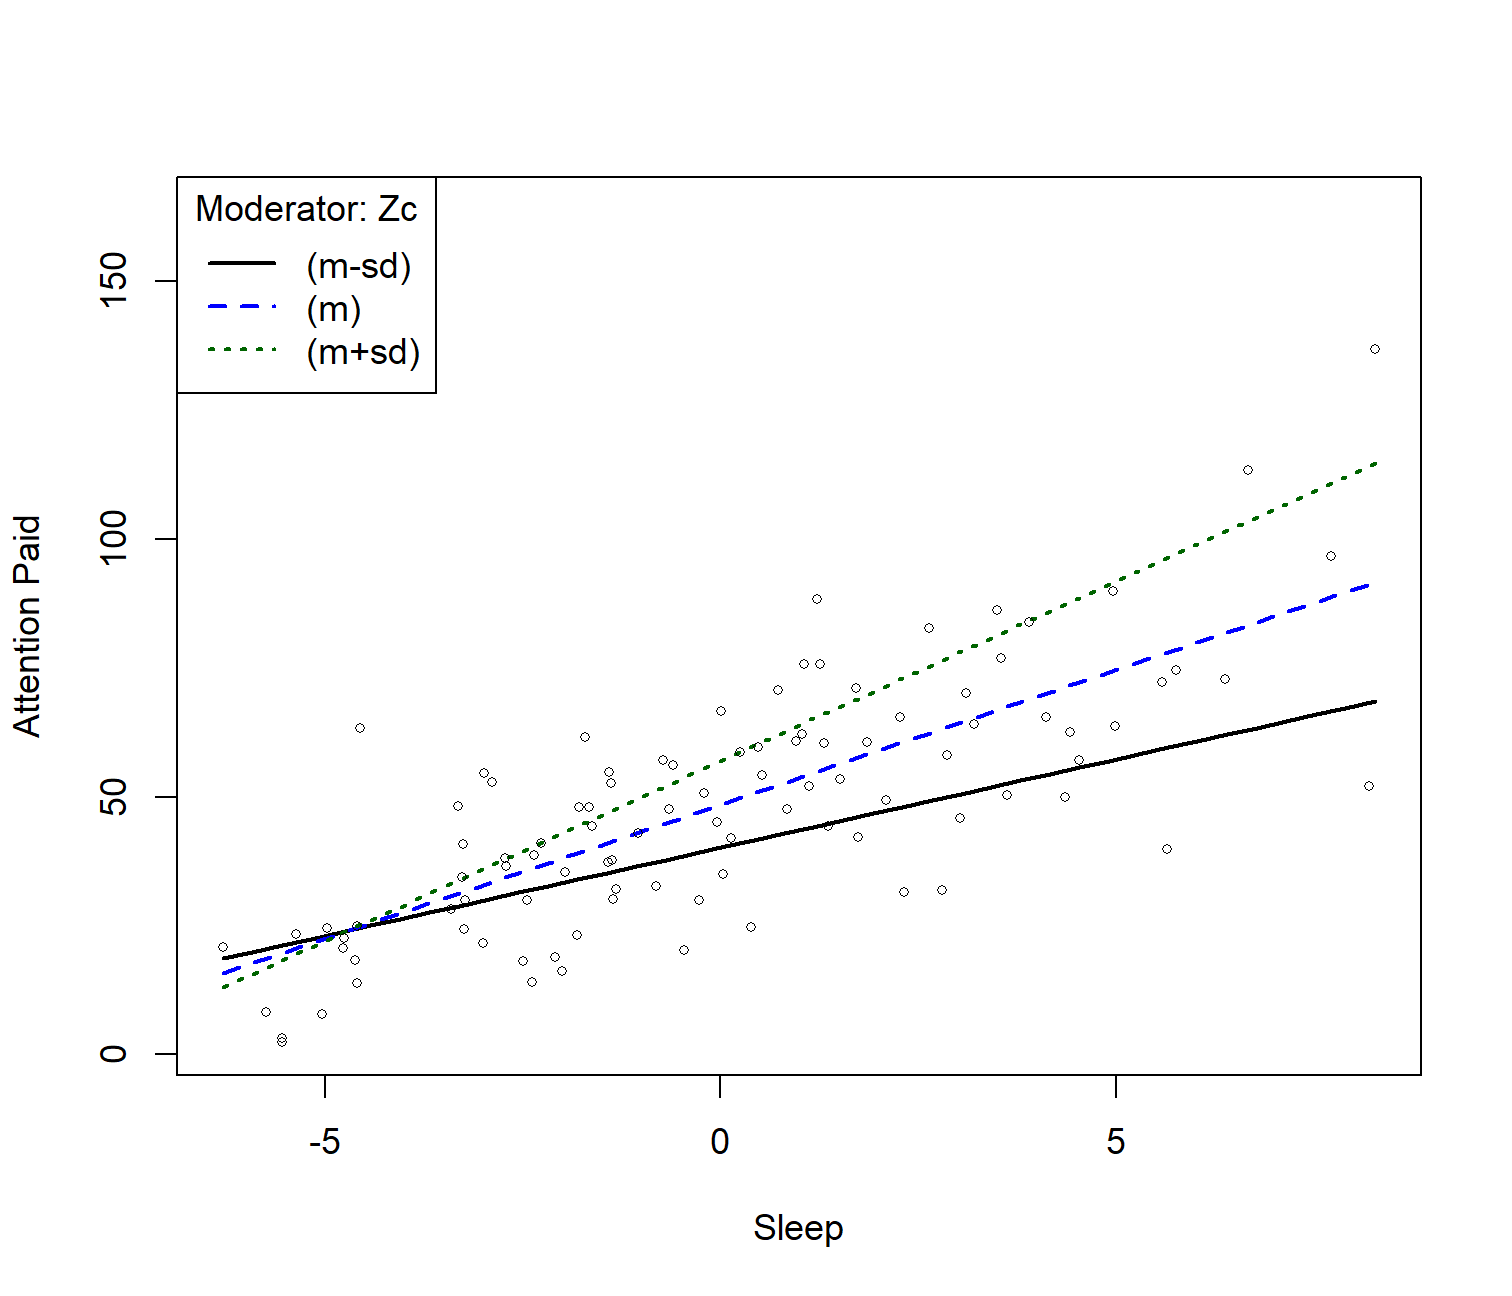 Moderator: Zc
(m-sd)
(m)
(m+sd)
Attention Paid
150
100
50
0
-5 0 5
Sleep